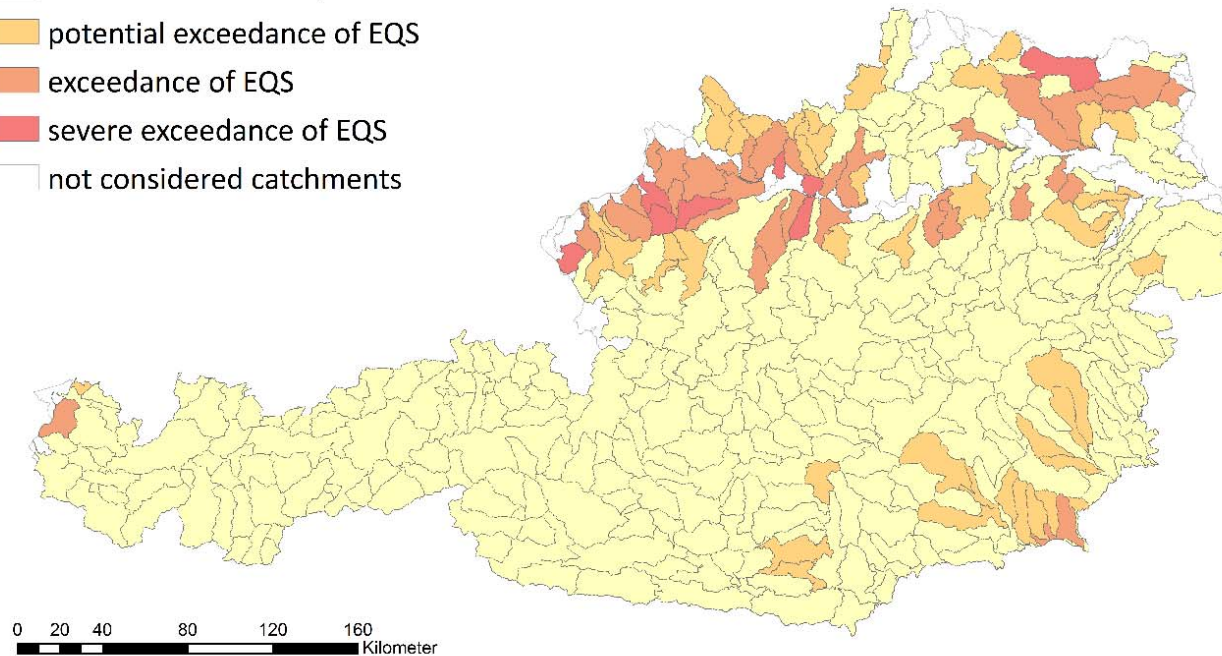 potential exceedance of EQS
exceedance of EQS
severe exceedance of EQS
not considered catchments
0 20 40 80 120 160
Kilometer